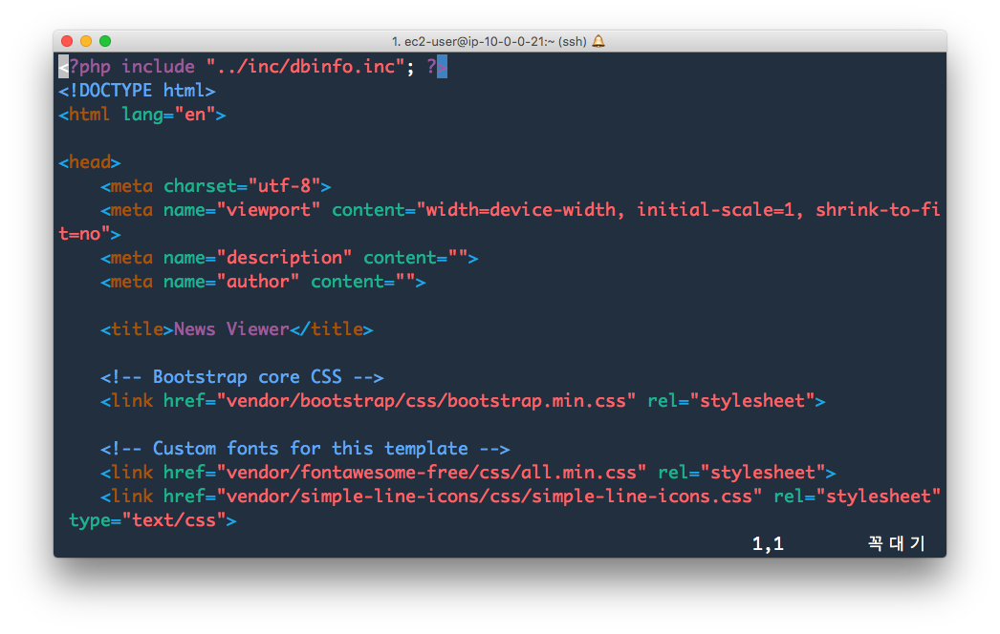 1. ec2-user@ip-10-0-0-21:~ (ssh) 🔔
<?php include "../inc/dbinfo.inc"; ?>
<!DOCTYPE html>
<html lang="en">
<head>
    <meta charset="utf-8">
    <meta name="viewport" content="width=device-width, initial-scale=1, shrink-to-fi
t=no">
    <meta name="description" content="">
    <meta name="author" content="">
    <title>News Viewer</title>
    <!-- Bootstrap core CSS -->
    <link href="vendor/bootstrap/css/bootstrap.min.css" rel="stylesheet">
    <!-- Custom fonts for this template -->
    <link href="vendor/fontawesome-free/css/all.min.css" rel="stylesheet">
    <link href="vendor/simple-line-icons/css/simple-line-icons.css" rel="stylesheet"
 type="text/css">
1,1 꼭대기